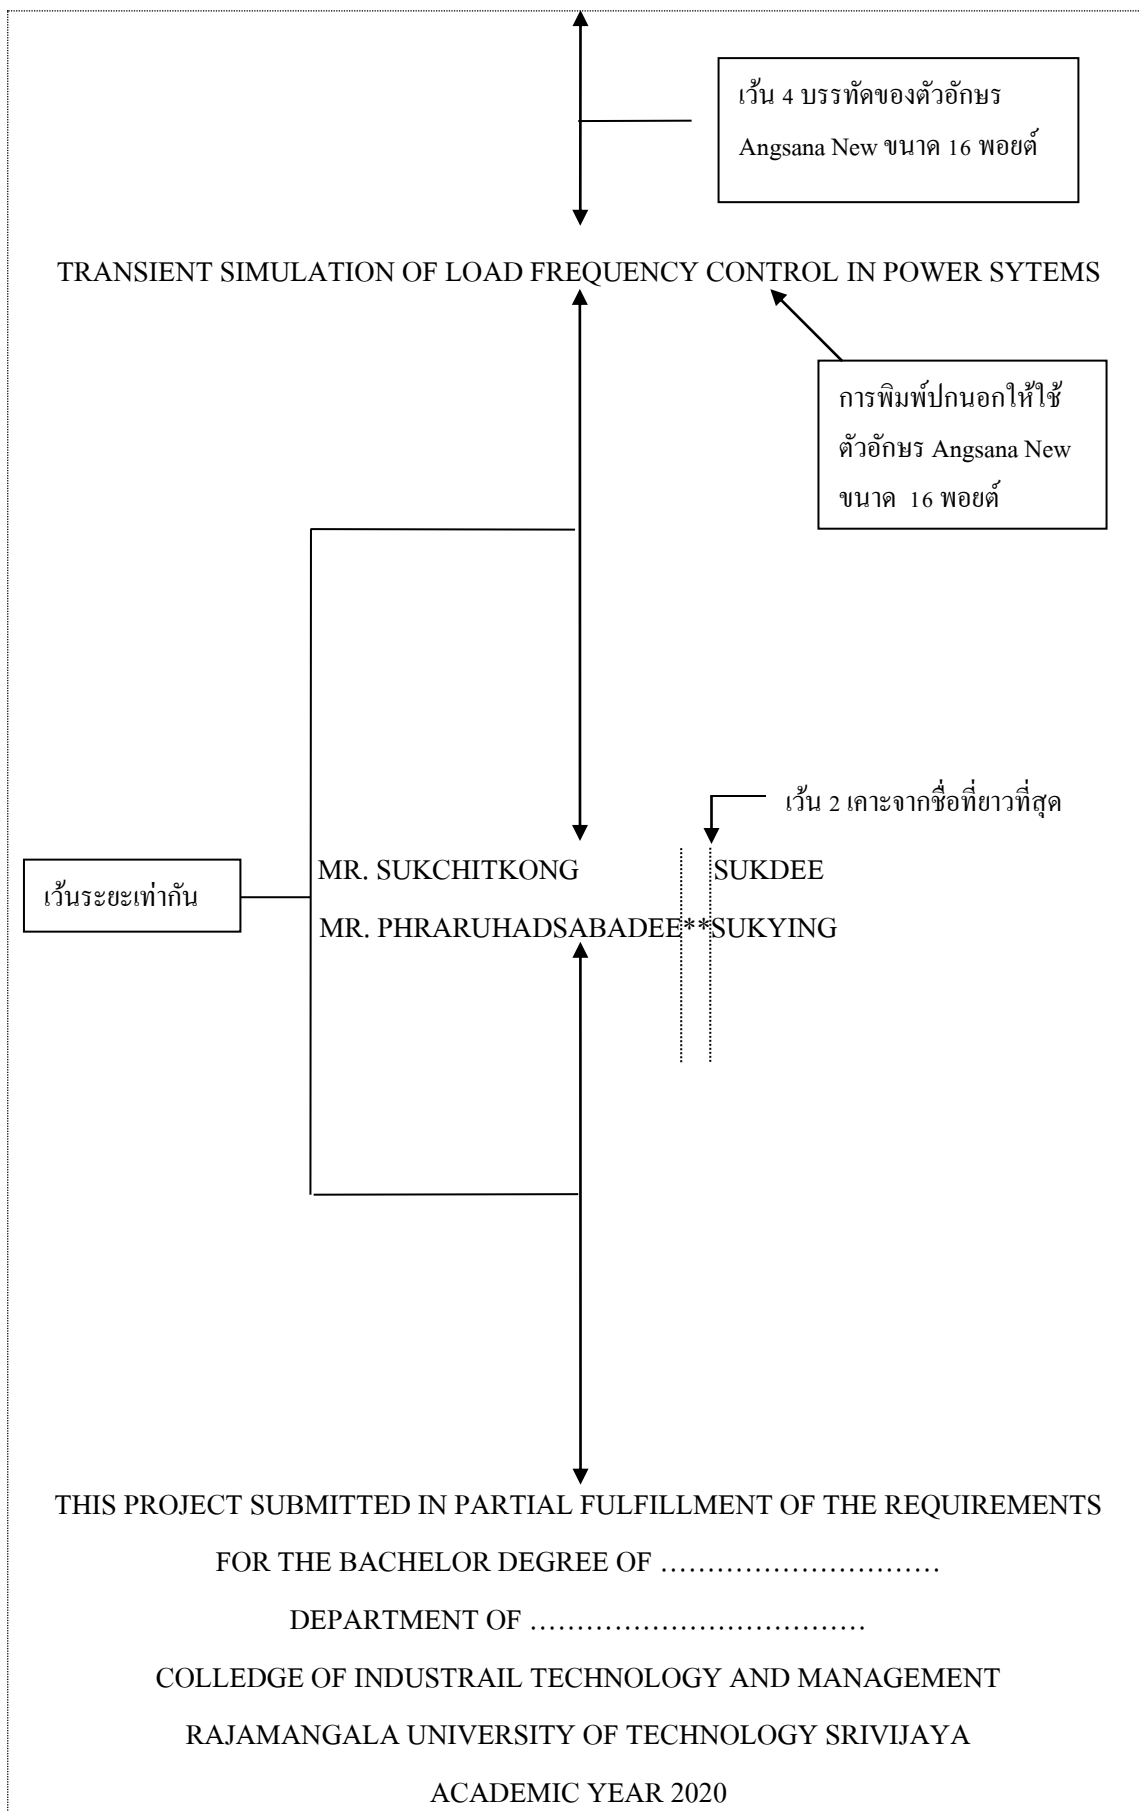 เว้น 4 บรรทัดของตัวอักษร
Angsana New ขนาด 16 พอยต์
TRANSIENT SIMULATION OF LOAD FREQUENCY CONTROL IN POWER SYTEMS
การพิมพ์ปกนอกให้ใช้
ตัวอักษร Angsana New
ขนาด 16 พอยต์
เว้น 2 เคาะจากชื่อที่ยาวที่สุด
MR. SUKCHITKONG SUKDEE
เว้นระยะเท่ากัน
MR. PHRARUHADSABADEE**SUKYING
THIS PROJECT SUBMITTED IN PARTIAL FULFILLMENT OF THE REQUIREMENTS
FOR THE BACHELOR DEGREE OF …………………………
DEPARTMENT OF ………………………………
COLLEDGE OF INDUSTRAIL TECHNOLOGY AND MANAGEMENT
RAJAMANGALA UNIVERSITY OF TECHNOLOGY SRIVIJAYA
ACADEMIC YEAR 2020